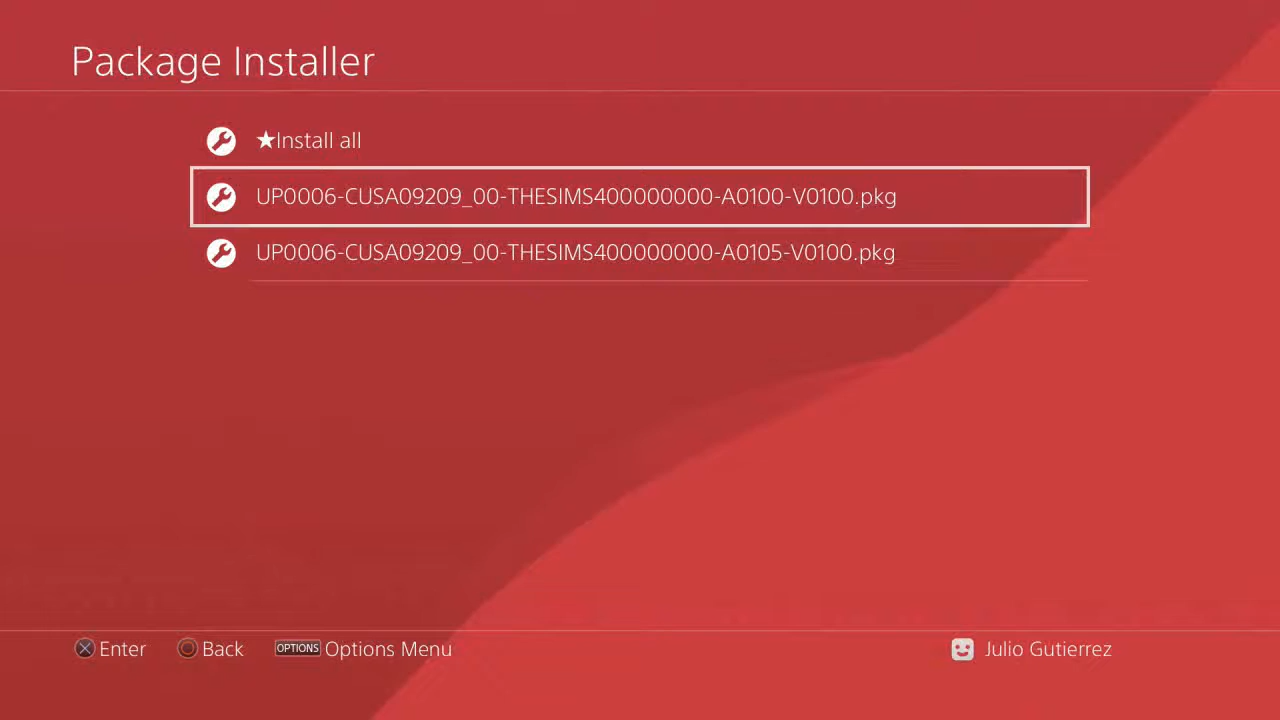 Package Installer
★Install all
UP0006-CUSA09209_00-THESIMS400000000-A0100-V0100.pkg
UP0006-CUSA09209_00-THESIMS400000000-A0105-V0100.pkg
Enter Back OPTIONS Options Menu Julio Gutierrez